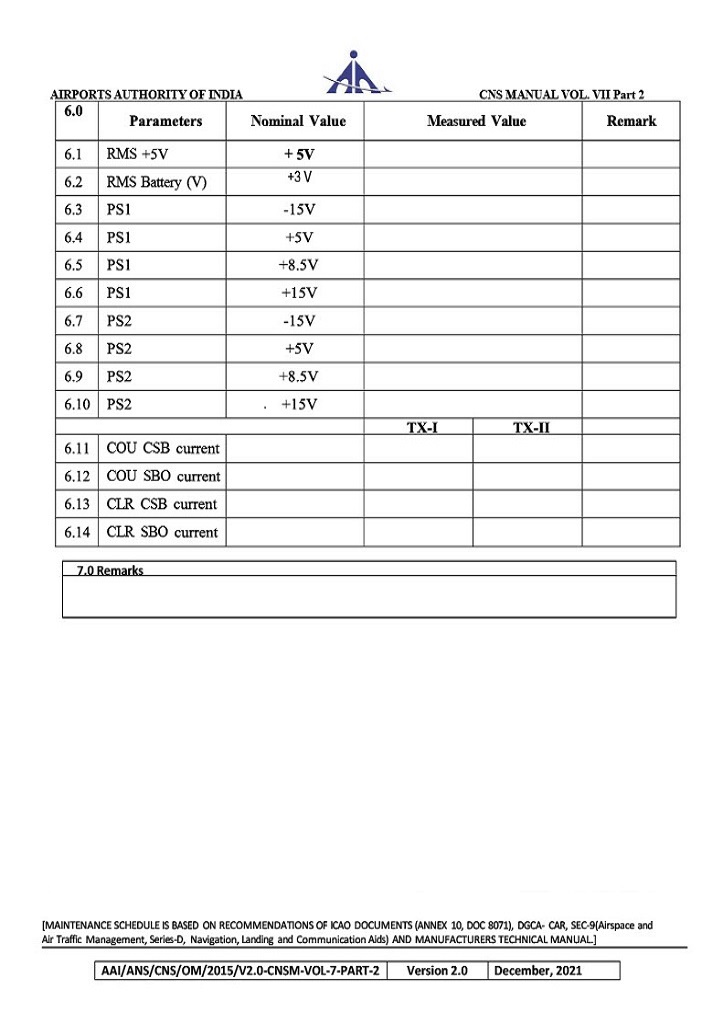 AIRPORTS AUTHORITY OF INDIA CNS MANUAL VOL. VII Part 2
6.0 Parameters Nominal Value Measured Value Remark
6.1 RMS +5V + 5V
6.2 RMS Battery (V) +3 V
6.3 PS1 -15V
6.4 PS1 +5V
6.5 PS1 +8.5V
6.6 PS1 +15V
6.7 PS2 -15V
6.8 PS2 +5V
6.9 PS2 +8.5V
6.10 PS2 +15V
TX-I TX-II
6.11 COU CSB current
6.12 COU SBO current
6.13 CLR CSB current
6.14 CLR SBO current
7.0 Remarks
[MAINTENANCE SCHEDULE IS BASED ON RECOMMENDATIONS OF ICAO DOCUMENTS (ANNEX 10, DOC 8071), DGCA- CAR, SEC-9(Airspace and
Air Traffic Management, Series-D, Navigation, Landing and Communication Aids) AND MANUFACTURERS TECHNICAL MANUAL.]
AAI/ANS/CNS/OM/2015/V2.0-CNSM-VOL-7-PART-2 Version 2.0 December, 2021